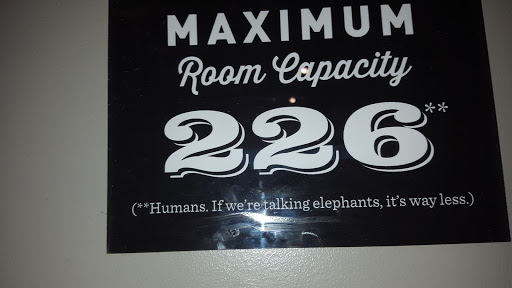 MAXIMUM
Room Capacity
226**
(**Humans. If we're talking elephants, it's way less.)